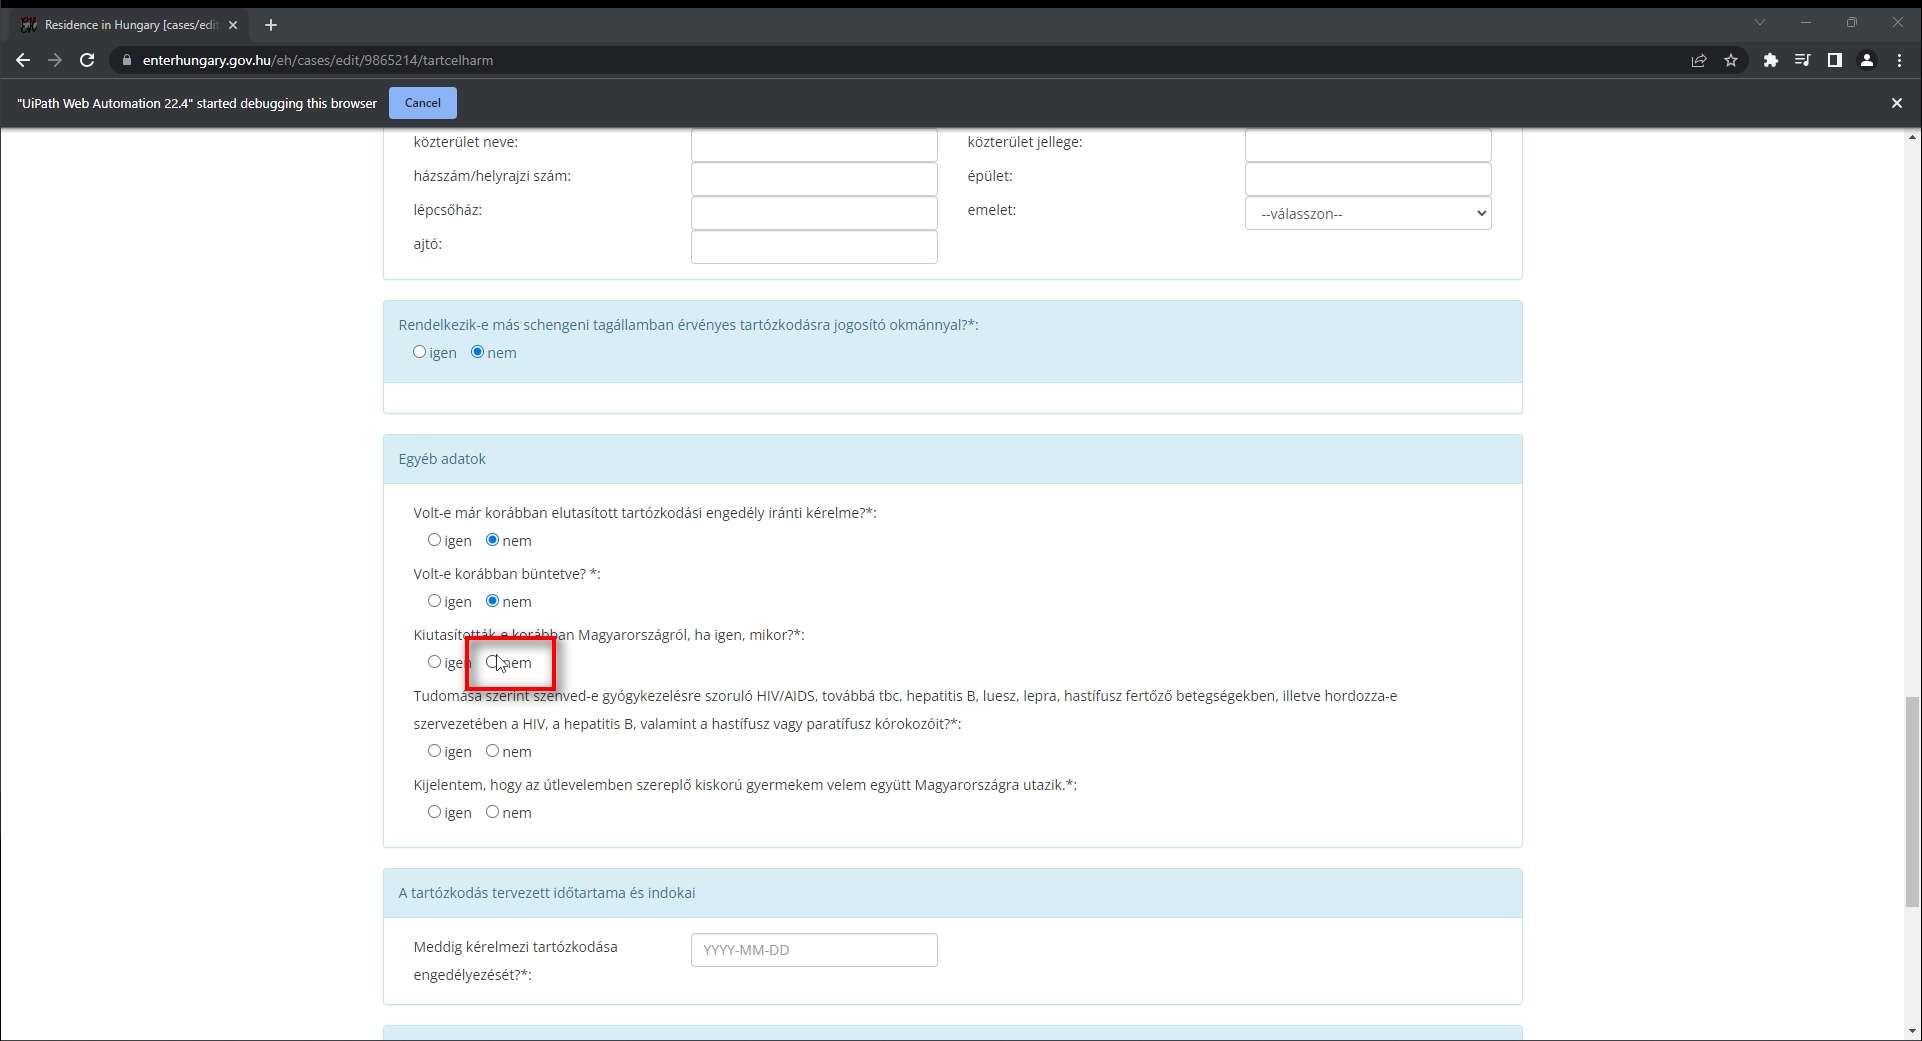 Residence in Hungary [cases/edit
enterhungary.gov.hu/eh/cases/edit/9865214/tartcelharm
"UiPath Web Automation 22.4" started debugging this browser Cancel
közterület neve: közterület jellege:
házszám/helyrajzi szám: épület:
lépcsőház: emelet: --válasszon--
ajtó:
Rendelkezik-e más schengeni tagállamban érvényes tartózkodásra jogosító okmánnyal?*:
igen nem
Egyéb adatok
Volt-e már korábban elutasított tartózkodási engedély iránti kérelme?*:
igen nem
Volt-e korábban büntetve? *:
igen nem
Kiutasították-e korábban Magyarországról, ha igen, mikor?*:
igen nem
Tudomása szerint szenved-e gyógykezelésre szoruló HIV/AIDS, továbbá tbc, hepatitis B, luesz, lepra, hastífusz fertőző betegségekben, illetve hordozza-e
szervezetében a HIV, a hepatitis B, valamint a hastífusz vagy paratífusz kórokozóit?*:
igen nem
Kijelentem, hogy az útlevelemben szereplő kiskorú gyermekem velem együtt Magyarországra utazik.*:
igen nem
A tartózkodás tervezett időtartama és indokai
Meddig kérelmezi tartózkodása YYYY-MM-DD
engedélyezését?*: